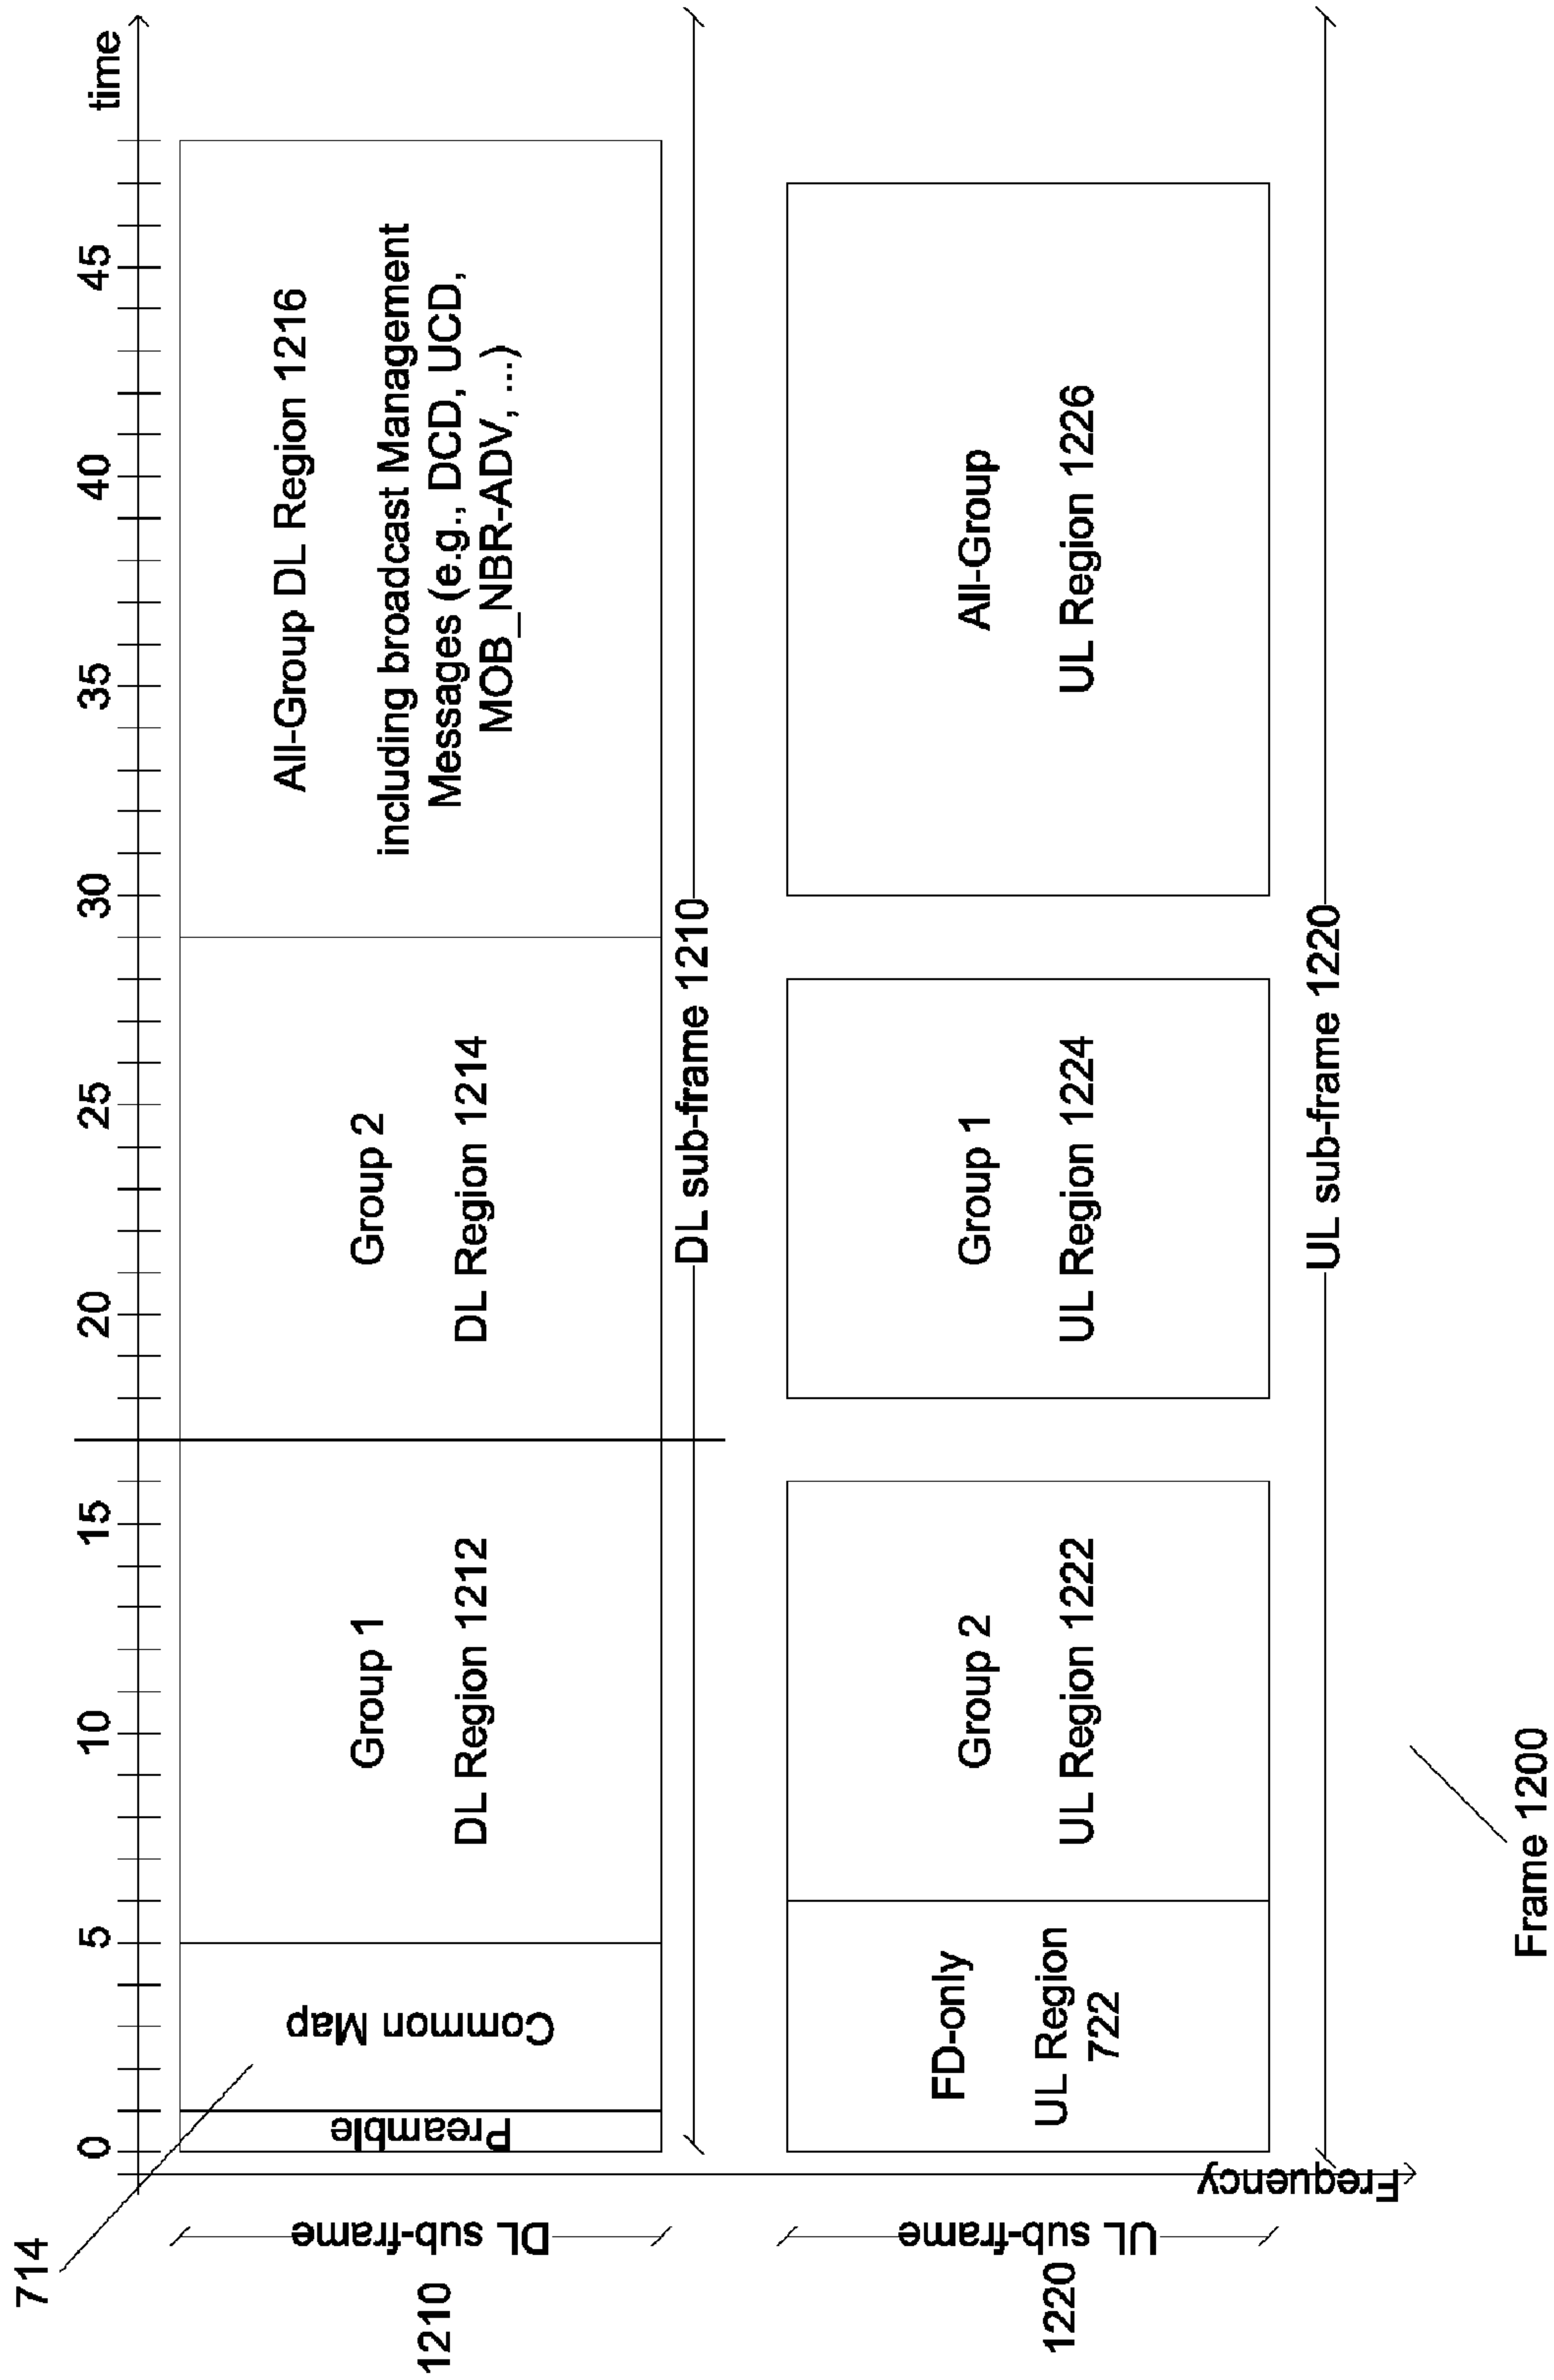 714
time
0 5 10 15 20 25 30 35 40 45
Preamble
Common Map
Group 1
DL Region 1212
Group 2
DL Region 1214
All-Group DL Region 1216
including broadcast Management
Messages (e.g., DCD, UCD,
MOB_NBR-ADV, ...)
DL sub-frame
1210
DL sub-frame 1210
FD-only
UL Region
722
Group 2
UL Region 1222
Group 1
UL Region 1224
All-Group
UL Region 1226
UL sub-frame
1220
UL sub-frame 1220
Frequency
Frame 1200